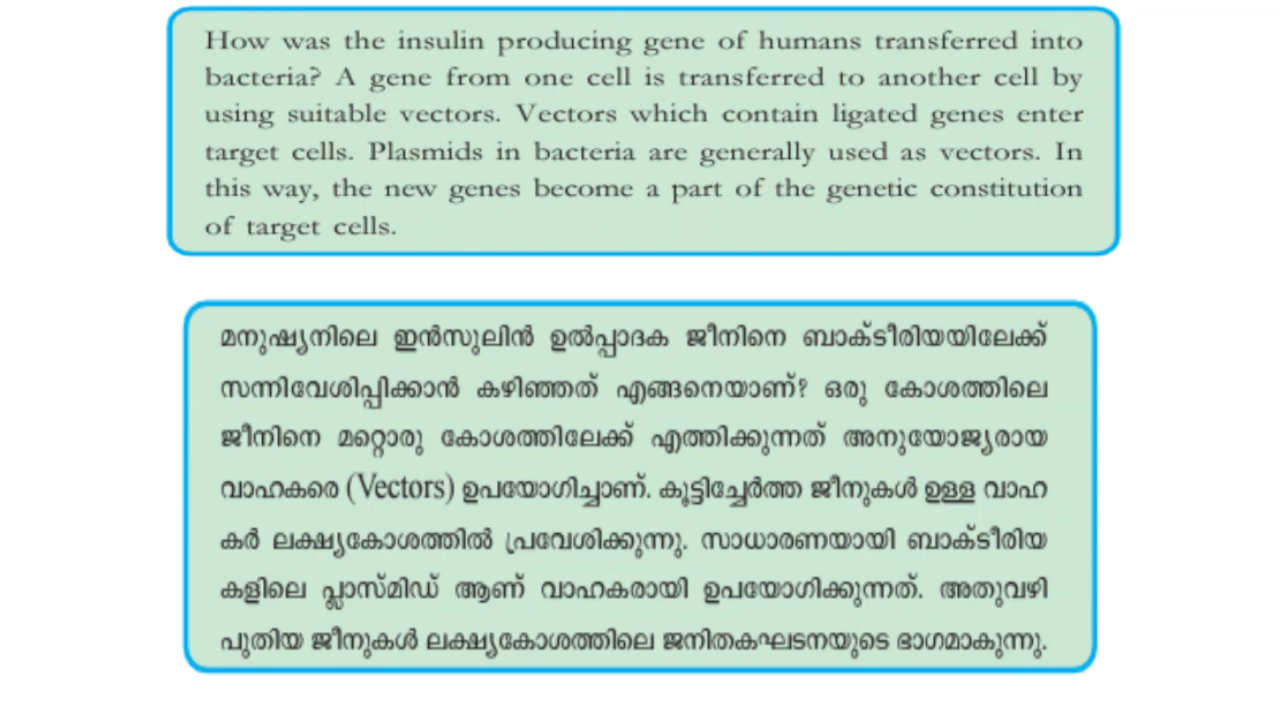 How was the insulin producing gene of humans transferred into
bacteria? A gene from one cell is transferred to another cell by
using suitable vectors. Vectors which contain ligated genes enter
target cells. Plasmids in bacteria are generally used as vectors. In
this way, the new genes become a part of the genetic constitution
of target cells.
മനുഷ്യനിലെ ഇൻസുലിൻ ഉൽപ്പാദക ജീനിനെ ബാക്ടീരിയയിലേക്ക്
സന്നിവേശിപ്പിക്കാൻ കഴിഞ്ഞത് എങ്ങനെയാണ്? ഒരു കോശത്തിലെ
ജീനിനെ മറ്റൊരു കോശത്തിലേക്ക് എത്തിക്കുന്നത് അനുയോജ്യരായ
വാഹകരെ (Vectors) ഉപയോഗിച്ചാണ്. കൂട്ടിച്ചേർത്ത ജീനുകൾ ഉള്ള വാഹ
കർ ലക്ഷ്യകോശത്തിൽ പ്രവേശിക്കുന്നു. സാധാരണയായി ബാക്ടീരിയ
കളിലെ പ്ലാസ്മിഡ് ആണ് വാഹകരായി ഉപയോഗിക്കുന്നത്. അതുവഴി
പുതിയ ജീനുകൾ ലക്ഷ്യകോശത്തിലെ ജനിതകഘടനയുടെ ഭാഗമാകുന്നു.